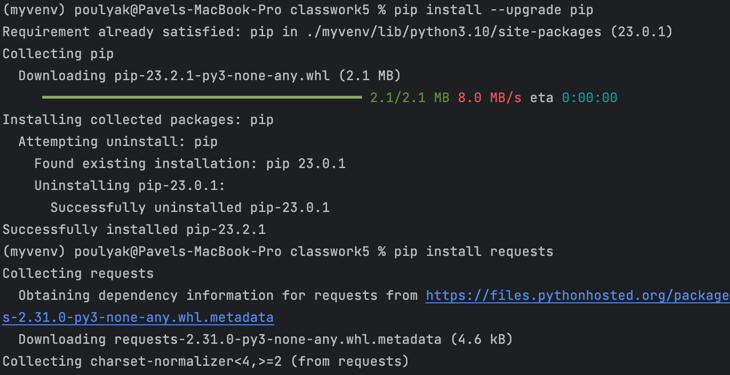 (myvenv) poulyak@Pavels-MacBook-Pro classwork5 % pip install --upgrade pip
Requirement already satisfied: pip in ./myvenv/lib/python3.10/site-packages (23.0.1)
Collecting pip
  Downloading pip-23.2.1-py3-none-any.whl (2.1 MB)
2.1/2.1 MB 8.0 MB/s eta 0:00:00
Installing collected packages: pip
  Attempting uninstall: pip
    Found existing installation: pip 23.0.1
    Uninstalling pip-23.0.1:
      Successfully uninstalled pip-23.0.1
Successfully installed pip-23.2.1
(myvenv) poulyak@Pavels-MacBook-Pro classwork5 % pip install requests
Collecting requests
  Obtaining dependency information for requests from https://files.pythonhosted.org/package
s-2.31.0-py3-none-any.whl.metadata
  Downloading requests-2.31.0-py3-none-any.whl.metadata (4.6 kB)
Collecting charset-normalizer<4,>=2 (from requests)